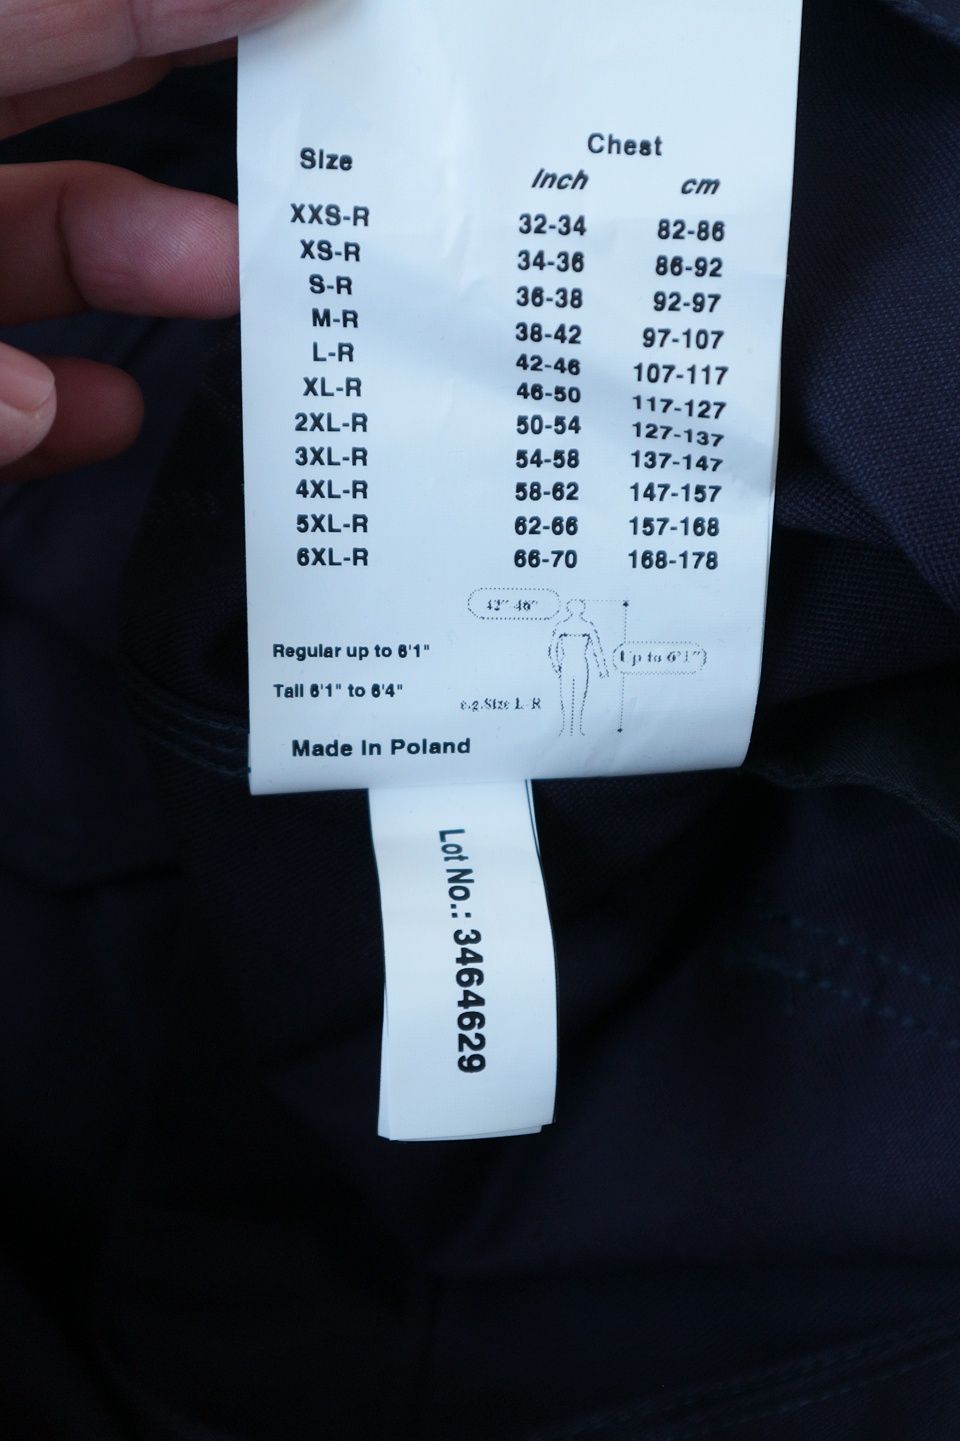 Size Chest
Inch cm
XXS-R 32-34 82-86
XS-R 34-36 86-92
S-R 36-38 92-97
M-R 38-42 97-107
L-R 42-46 107-117
XL-R 46-50 117-127
2XL-R 50-54 127-137
3XL-R 54-58 137-147
4XL-R 58-62 147-157
5XL-R 62-66 157-168
6XL-R 66-70 168-178
42" 46"
Regular up to 6'1"
Up to 6'1"
Tall 6'1" to 6'4"
e.g.Size L-R
Made In Poland
Lot No.: 3464629